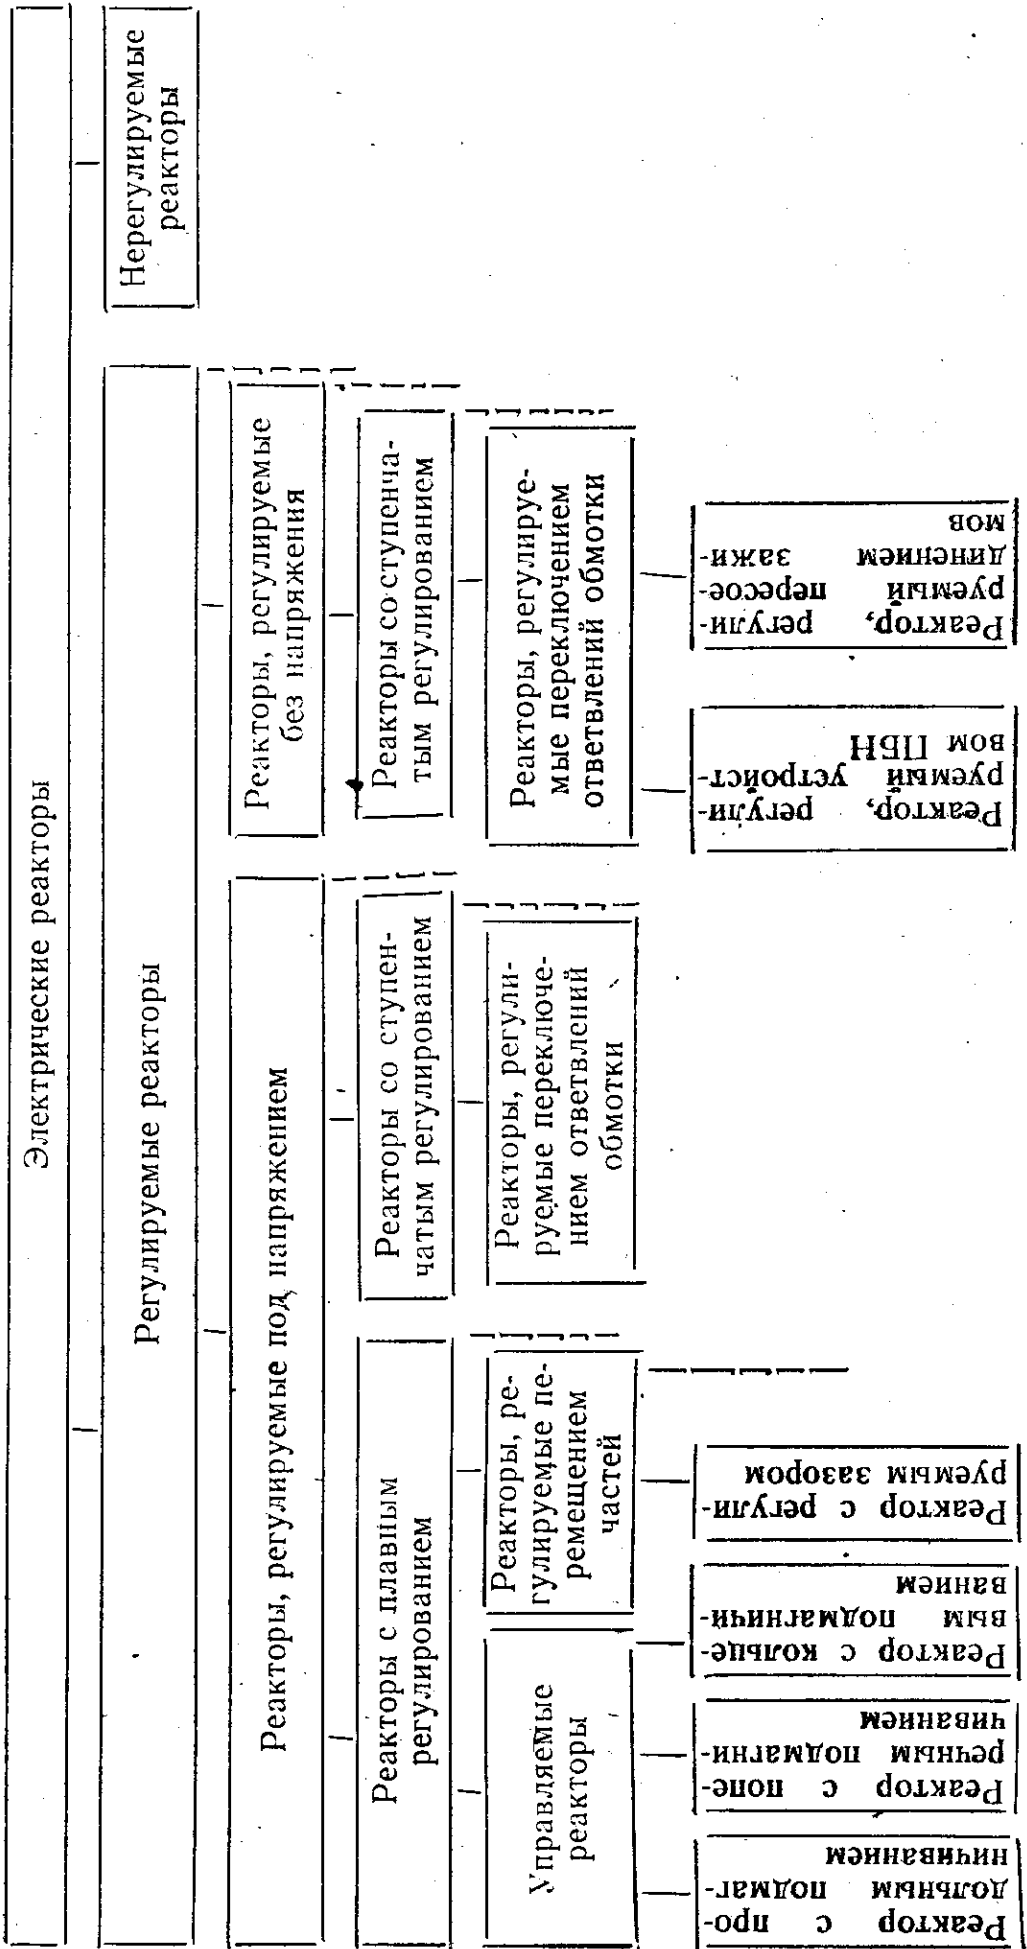 Электрические реакторы
Регулируемые реакторы
Нерегулируемые
реакторы
Реакторы, регулируемые под напряжением
Реакторы, регулируемые
без напряжения
Реакторы с плавным
регулированием
Реакторы со ступен-
чатым регулированием
Реакторы со ступенча-
тым регулированием
Управляемые
реакторы
Реакторы, ре-
гулируемые пе-
ремещением
частей
Реакторы, регули-
руемые переключе-
нием ответвлений
обмотки
Реакторы, регулируе-
мые переключением
ответвлений обмотки
Реактор с про-
дольным подмаг-
ничиванием
Реактор с попе-
речным подмагни-
чиванием
Реактор с кольце-
вым подмагничи-
ванием
Реактор с регули-
руемым зазором
Реактор, регули-
руемый устройст-
вом ПБН
Реактор, регули-
руемый пересое-
динением зажи-
мов